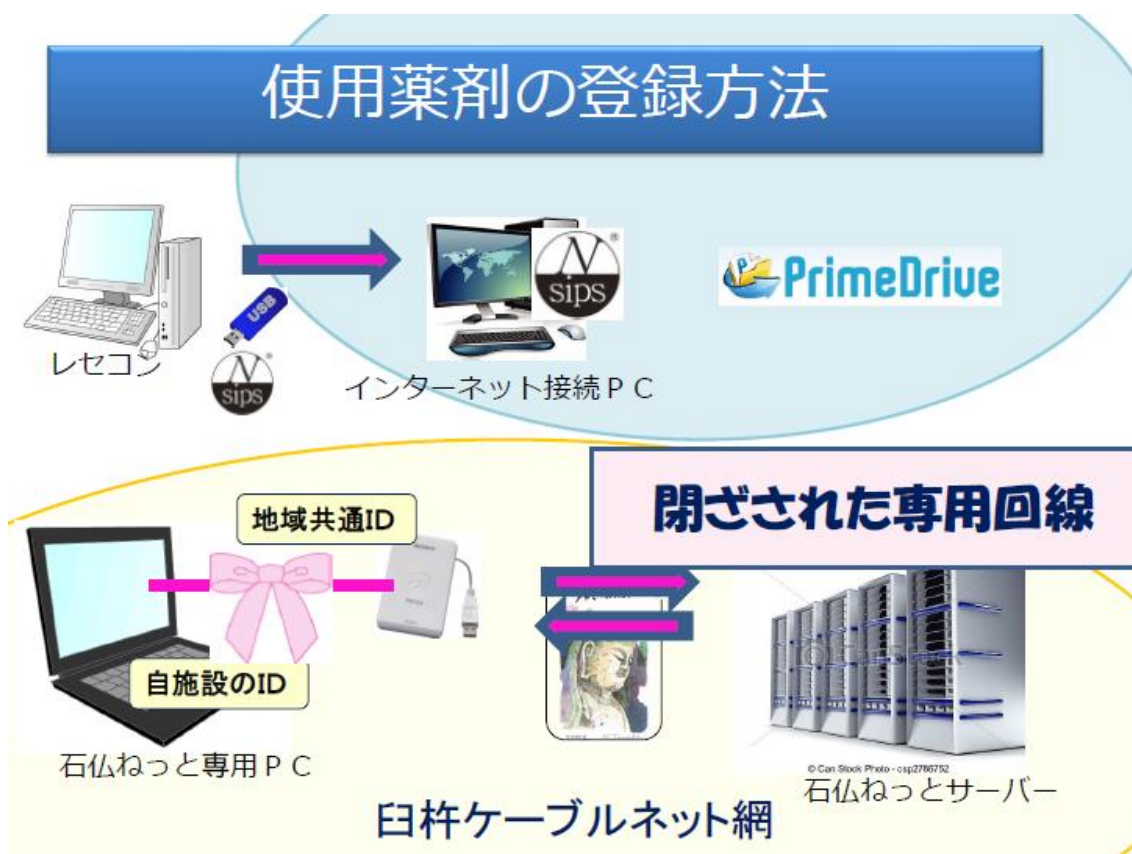 使用薬剤の登録方法
USB
N
sips
N
sips
PrimeDrive
レセコン
インターネット接続ＰＣ
閉ざされた専用回線
地域共通ID
自施設のID
石仏ねっと専用ＰＣ
© Can Stock Photo - csp2786752
石仏ねっとサーバー
臼杵ケーブルネット網